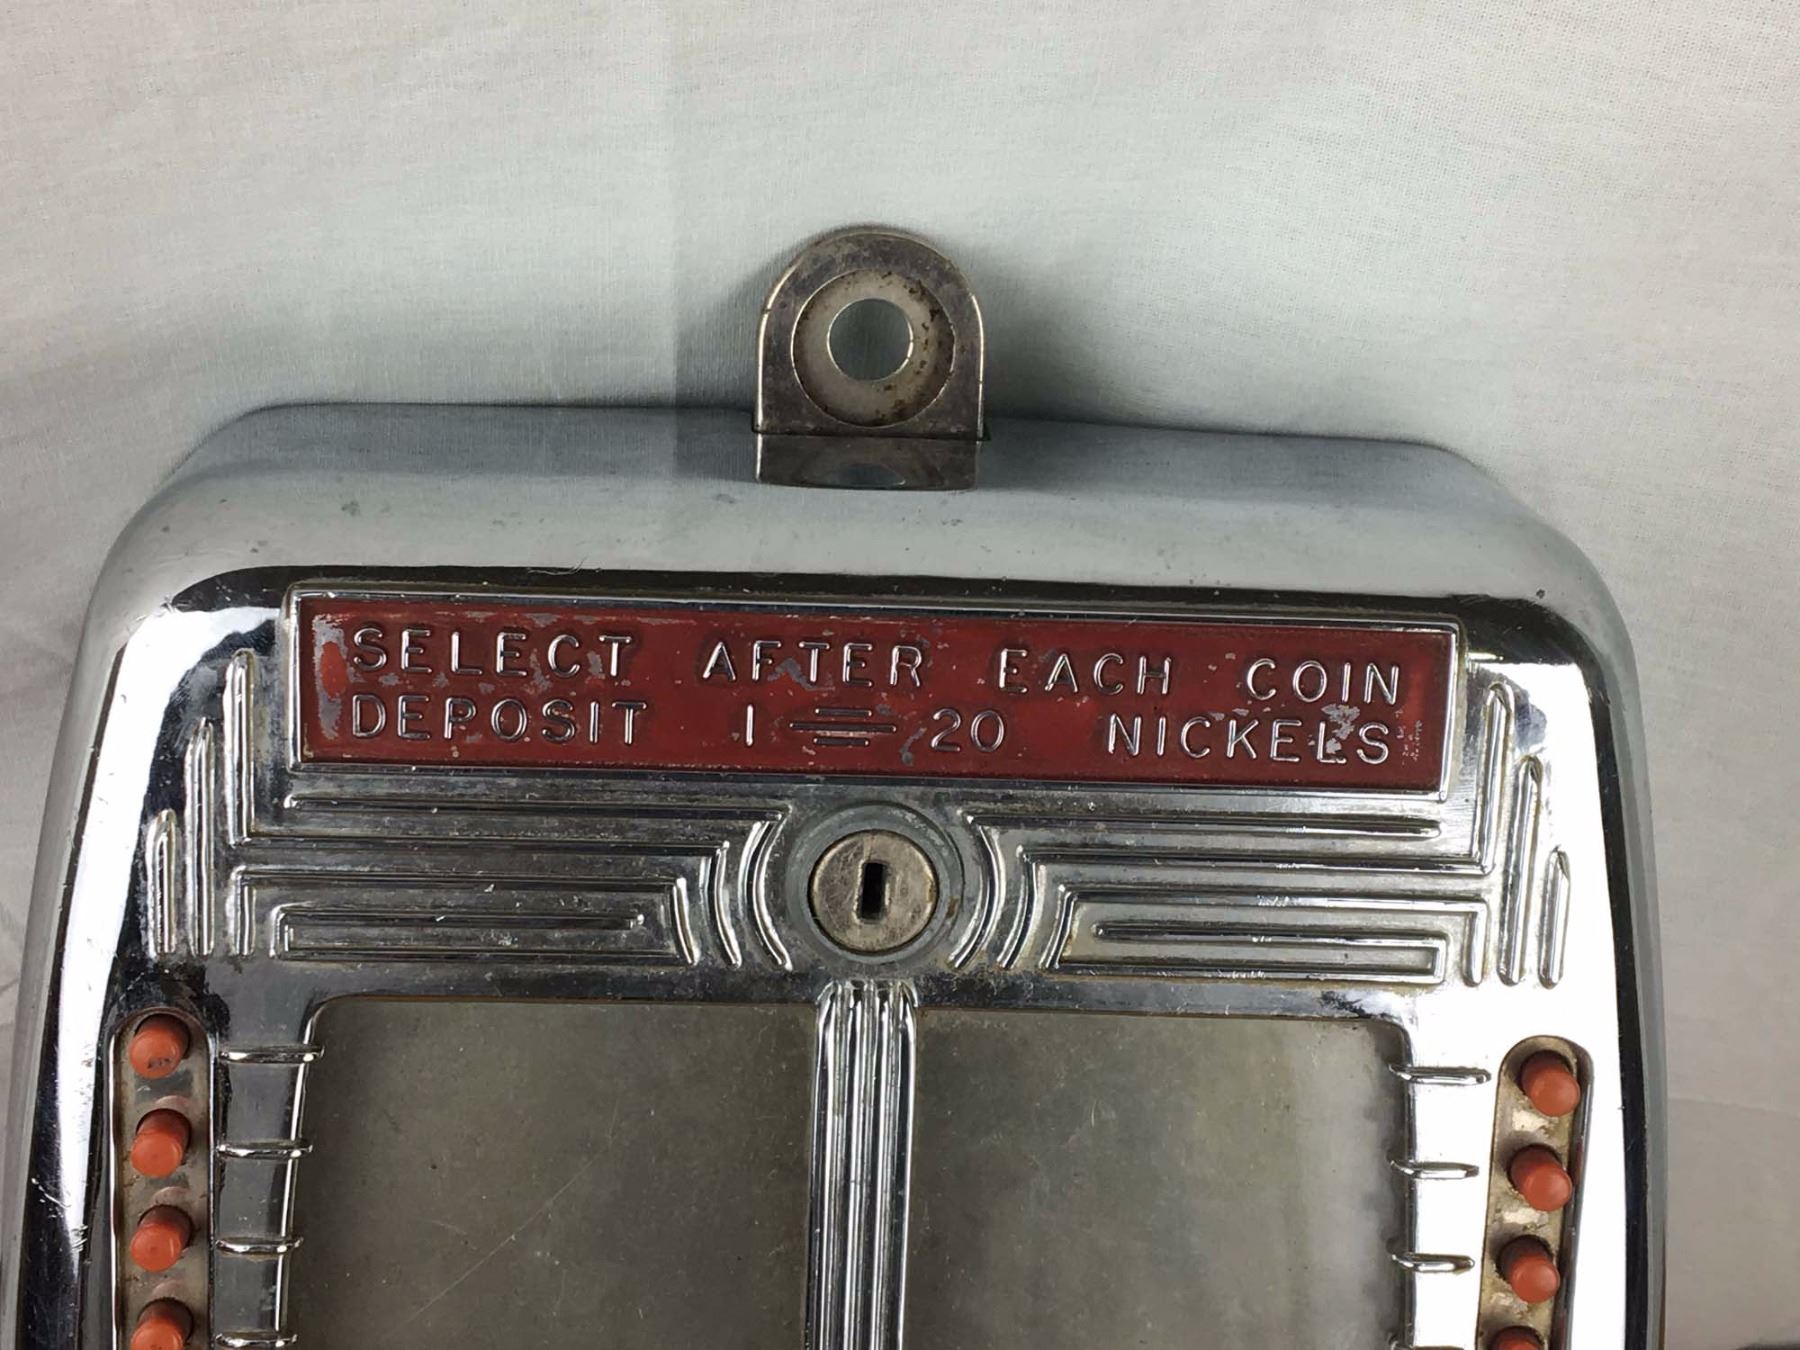 SELECT AFTER EACH COIN
DEPOSIT 1 20 NICKELS